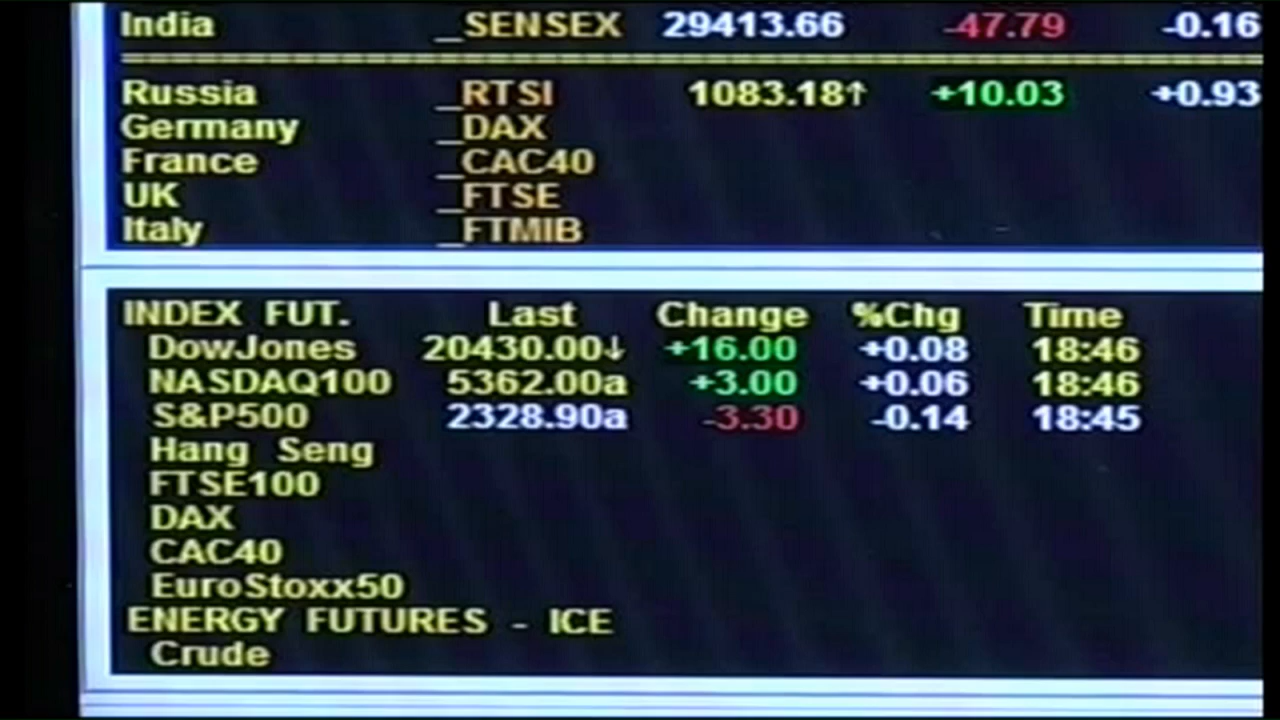 India _SENSEX 29413.66 -47.79 -0.16
Russia _RTSI 1083.18↑ +10.03 +0.93
Germany _DAX
France _CAC40
UK _FTSE
Italy _FTMIB
INDEX FUT. Last Change %Chg Time
DowJones 20430.00↓ +16.00 +0.08 18:46
NASDAQ100 5362.00a +3.00 +0.06 18:46
S&P500 2328.90a -3.30 -0.14 18:45
Hang Seng
FTSE100
DAX
CAC40
EuroStoxx50
ENERGY FUTURES - ICE
Crude